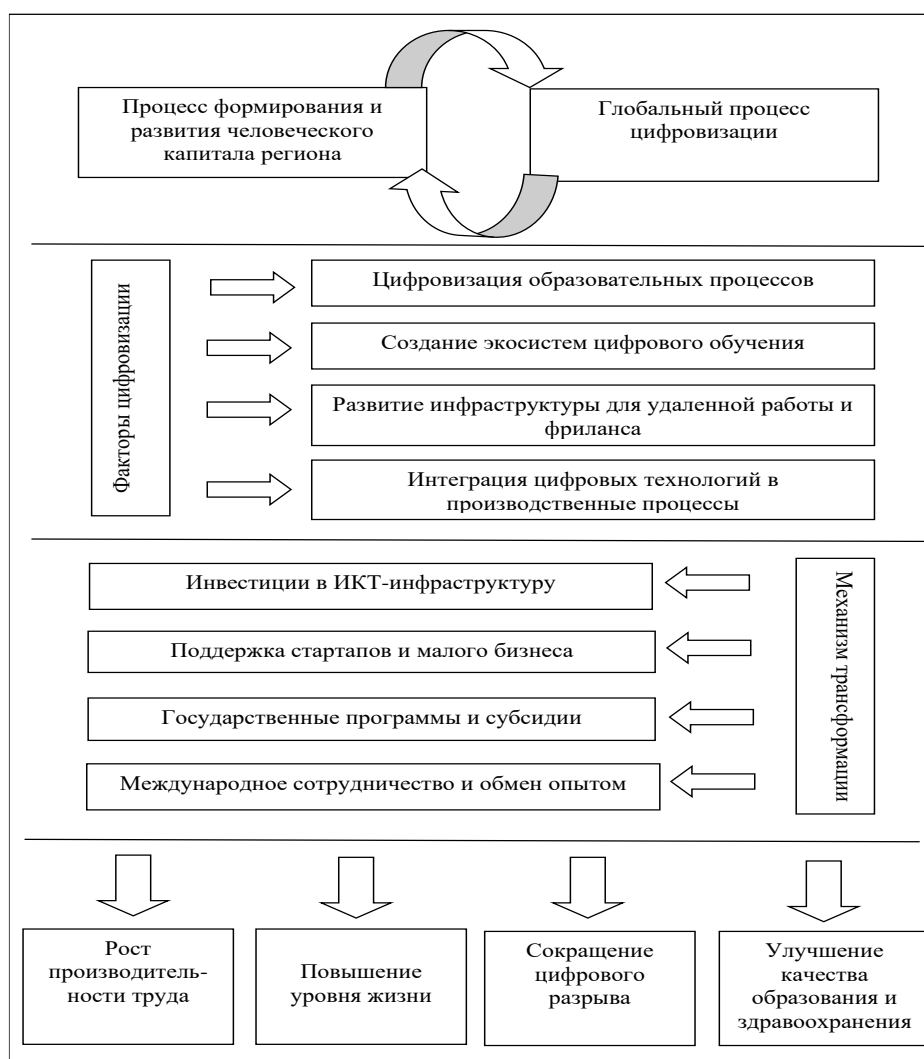 Процесс формирования и
развития человеческого
капитала региона
Глобальный процесс
цифровизации
Факторы цифровизации
Цифровизация образовательных процессов
Создание экосистем цифрового обучения
Развитие инфраструктуры для удаленной работы и
фриланса
Интеграция цифровых технологий в
производственные процессы
Механизм трансформации
Инвестиции в ИКТ-инфраструктуру
Поддержка стартапов и малого бизнеса
Государственные программы и субсидии
Международное сотрудничество и обмен опытом
Рост
производитель-
ности труда
Повышение
уровня жизни
Сокращение
цифрового
разрыва
Улучшение
качества
образования и
здравоохранения